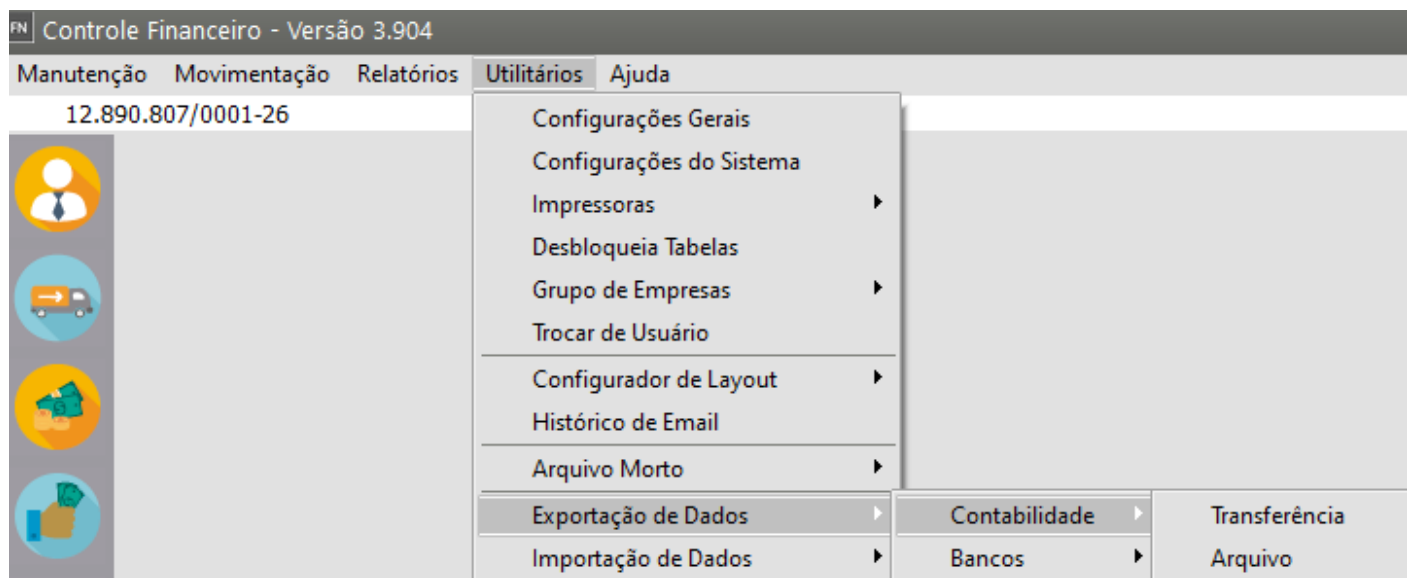 FN Controle Financeiro - Versão 3.904
Manutenção Movimentação Relatórios Utilitários Ajuda
12.890.807/0001-26
Configurações Gerais
Configurações do Sistema
Impressoras
Desbloqueia Tabelas
Grupo de Empresas
Trocar de Usuário
Configurador de Layout
Histórico de Email
Arquivo Morto
Exportação de Dados Contabilidade Transferência
Importação de Dados Bancos Arquivo